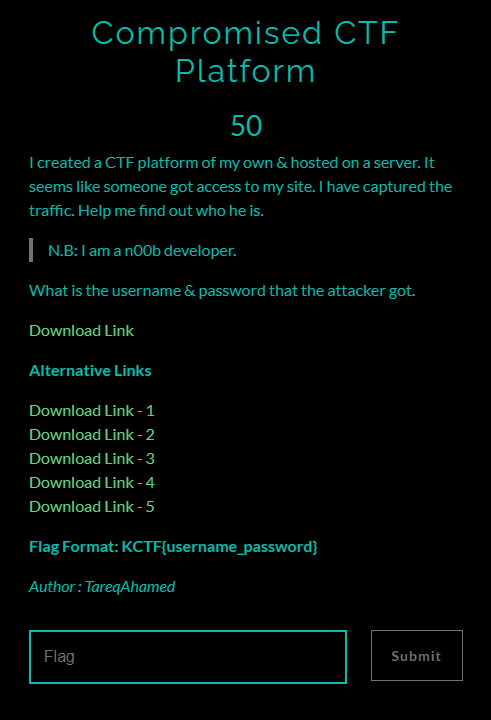 Compromised CTF
Platform
50
I created a CTF platform of my own & hosted on a server. It
seems like someone got access to my site. I have captured the
traffic. Help me find out who he is.
N.B: I am a n00b developer.
What is the username & password that the attacker got.
Download Link
Alternative Links
Download Link - 1
Download Link - 2
Download Link - 3
Download Link - 4
Download Link - 5
Flag Format: KCTF{username_password}
Author : TareqAhamed
Flag
Submit